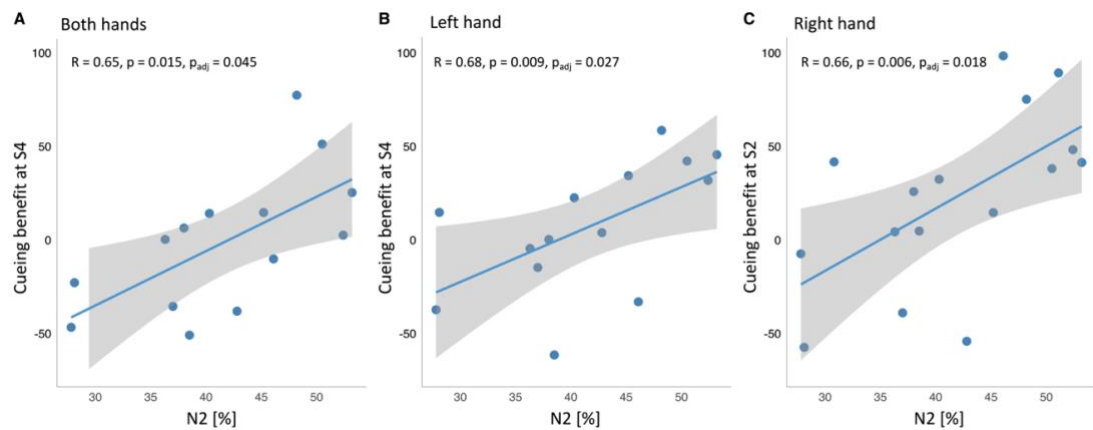 A Both hands
R = 0.65, p = 0.015, padj = 0.045
Cueing benefit at S4
100
50
0
-50
30 35 40 45 50
N2 [%]
B Left hand
R = 0.68, p = 0.009, padj = 0.027
Cueing benefit at S4
100
50
0
-50
30 35 40 45 50
N2 [%]
C Right hand
R = 0.66, p = 0.006, padj = 0.018
Cueing benefit at S2
100
50
0
-50
30 35 40 45 50
N2 [%]